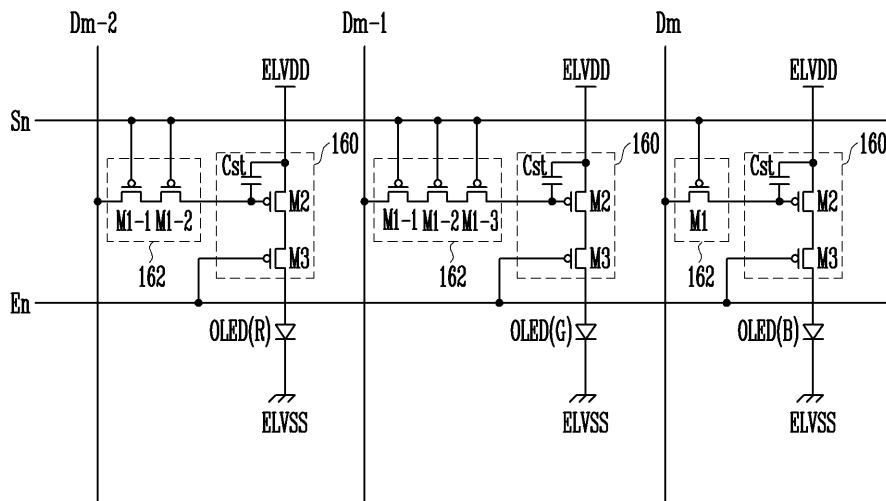 Dm-2 Dm-1 Dm
ELVDD ELVDD ELVDD
Sn
160 160 160
Cst Cst Cst
M2 M2 M2
M1-1 M1-2 M1-1 M1-2 M1-3 M1
M3 M3 M3
162 162 162
En
OLED(R) OLED(G) OLED(B)
ELVSS ELVSS ELVSS